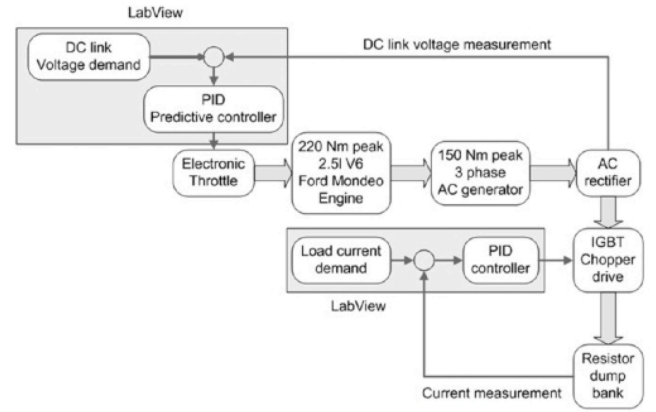 LabView
DC link
Voltage demand
DC link voltage measurement
PID
Predictive controller
Electronic
Throttle
220 Nm peak
2.5l V6
Ford Mondeo
Engine
150 Nm peak
3 phase
AC generator
AC
rectifier
Load current
demand
PID
controller
IGBT
Chopper
drive
LabView
Resistor
dump
bank
Current measurement